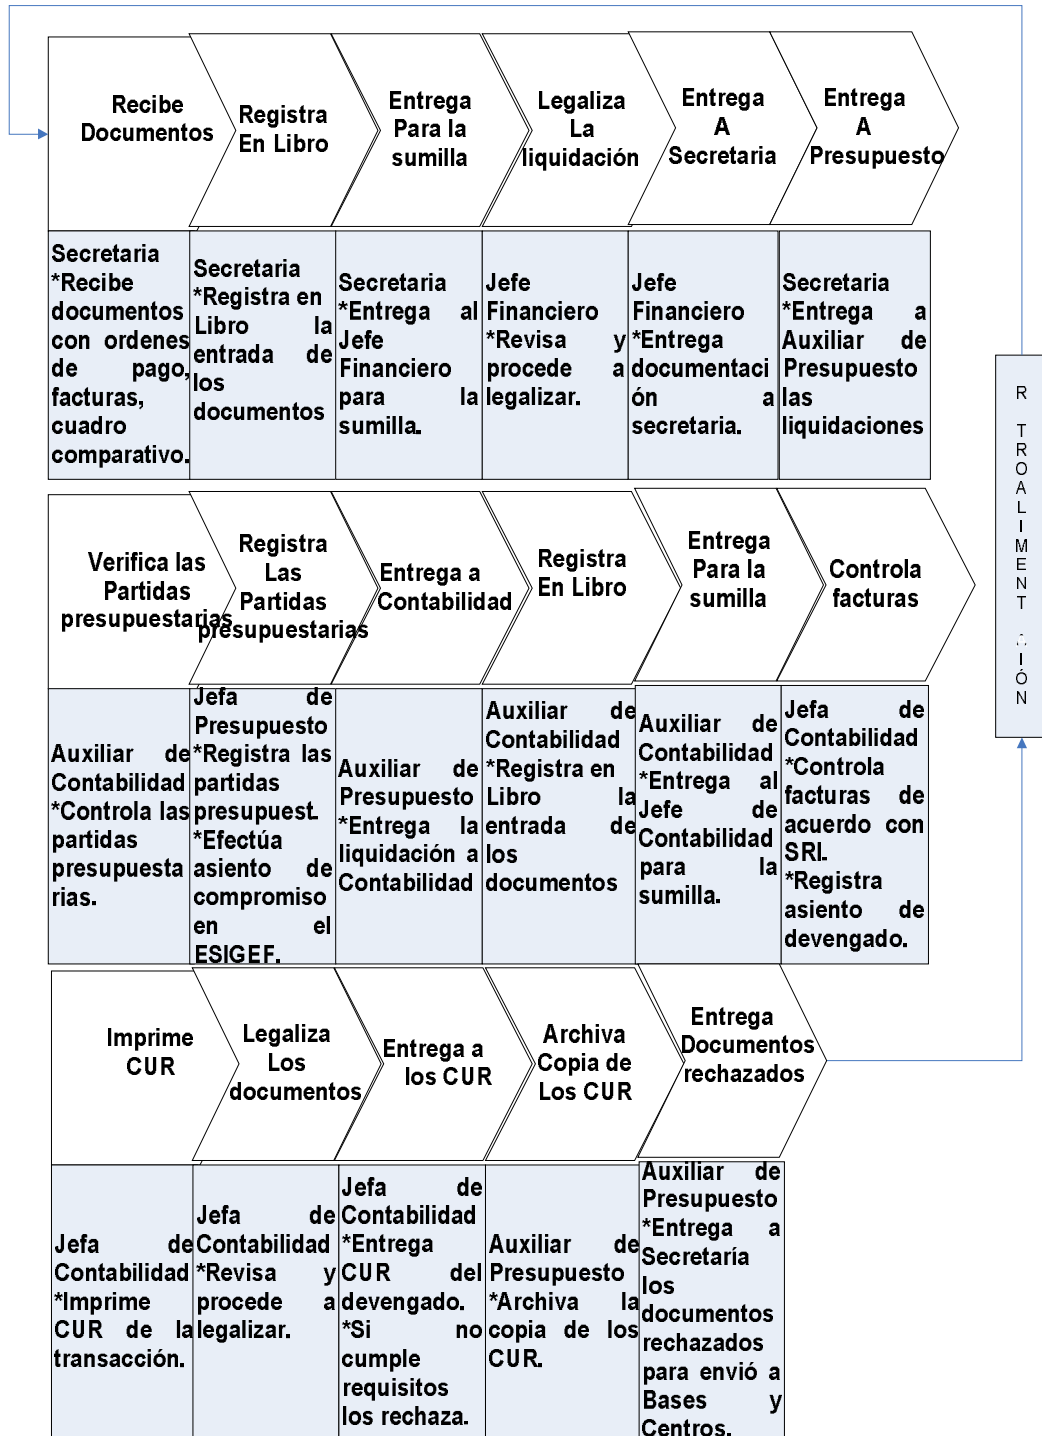 Recibe
Documentos
Registra
En Libro
Entrega
Para la
sumilla
Legaliza
La
liquidación
Entrega
A
Secretaria
Entrega
A
Presupuesto
Secretaria
*Recibe
documentos
con ordenes
de pago,
facturas,
cuadro
comparativo.
Secretaria
*Registra en
Libro la
entrada de
los
documentos
Secretaria
*Entrega al
Jefe
Financiero
para la
sumilla.
Jefe
Financiero
*Revisa y
procede a
legalizar.
Jefe
Financiero
*Entrega
documentaci
ón a
secretaria.
Secretaria
*Entrega a
Auxiliar de
Presupuesto
las
liquidaciones
Verifica las
Partidas
presupuestarias
Registra
Las
Partidas
presupuestarias
Entrega a
Contabilidad
Registra
En Libro
Entrega
Para la
sumilla
Controla
facturas
Auxiliar de
Contabilidad
*Controla las
partidas
presupuesta
rias.
Jefa de
Presupuesto
*Registra las
partidas
presupuest.
*Efectúa
asiento de
compromiso
en el
ESIGEF.
Auxiliar de
Presupuesto
*Entrega la
liquidación a
Contabilidad
Auxiliar de
Contabilidad
*Registra en
Libro la
entrada de
los
documentos
Auxiliar de
Contabilidad
*Entrega al
Jefe de
Contabilidad
para la
sumilla.
Jefa de
Contabilidad
*Controla
facturas de
acuerdo con
SRI.
*Registra
asiento de
devengado.
Imprime
CUR
Legaliza
Los
documentos
Entrega a
los CUR
Archiva
Copia de
Los CUR
Entrega
Documentos
rechazados
Jefa de
Contabilidad
*Imprime
CUR de la
transacción.
Jefa de
Contabilidad
*Revisa y
procede a
legalizar.
Jefa de
Contabilidad
*Entrega
CUR del
devengado.
*Si no
cumple
requisitos
los rechaza.
Auxiliar de
Presupuesto
*Archiva la
copia de los
CUR.
Auxiliar de
Presupuesto
*Entrega a
Secretaría
los
documentos
rechazados
para envió a
Bases y
Centros.
R TROALIMENT CIÓN